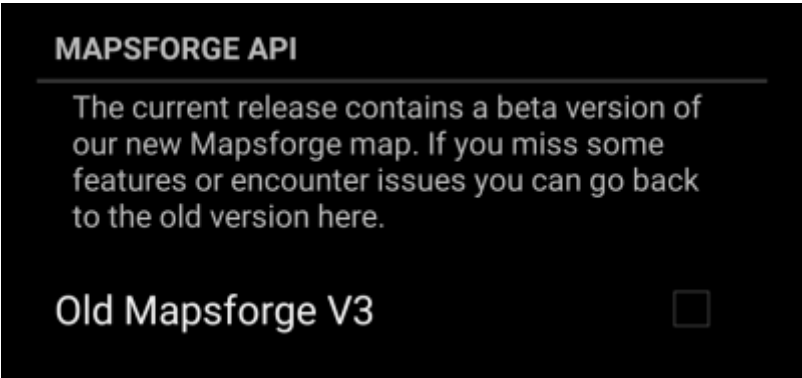 MAPSFORGE API
The current release contains a beta version of
our new Mapsforge map. If you miss some
features or encounter issues you can go back
to the old version here.
Old Mapsforge V3